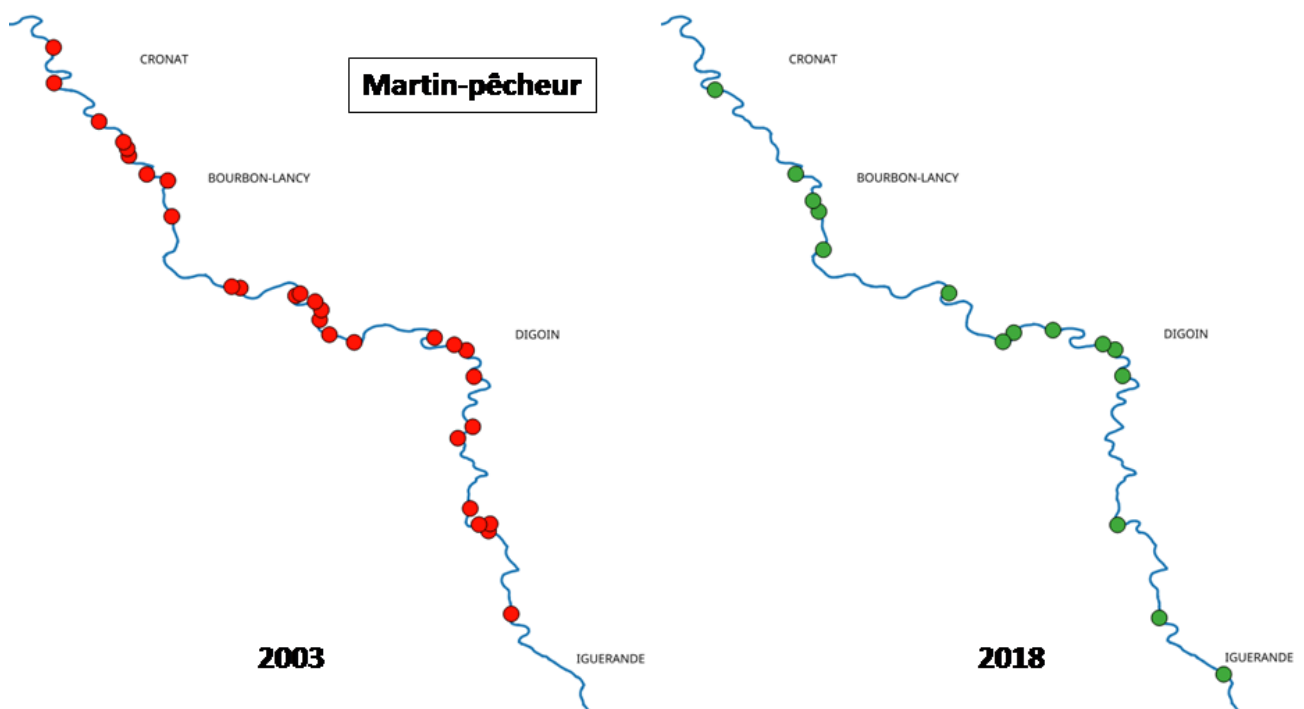 CRONAT
Martin-pêcheur
BOURBON-LANCY
DIGOIN
2003
IGUERANDE
CRONAT
BOURBON-LANCY
DIGOIN
2018
IGUERANDE